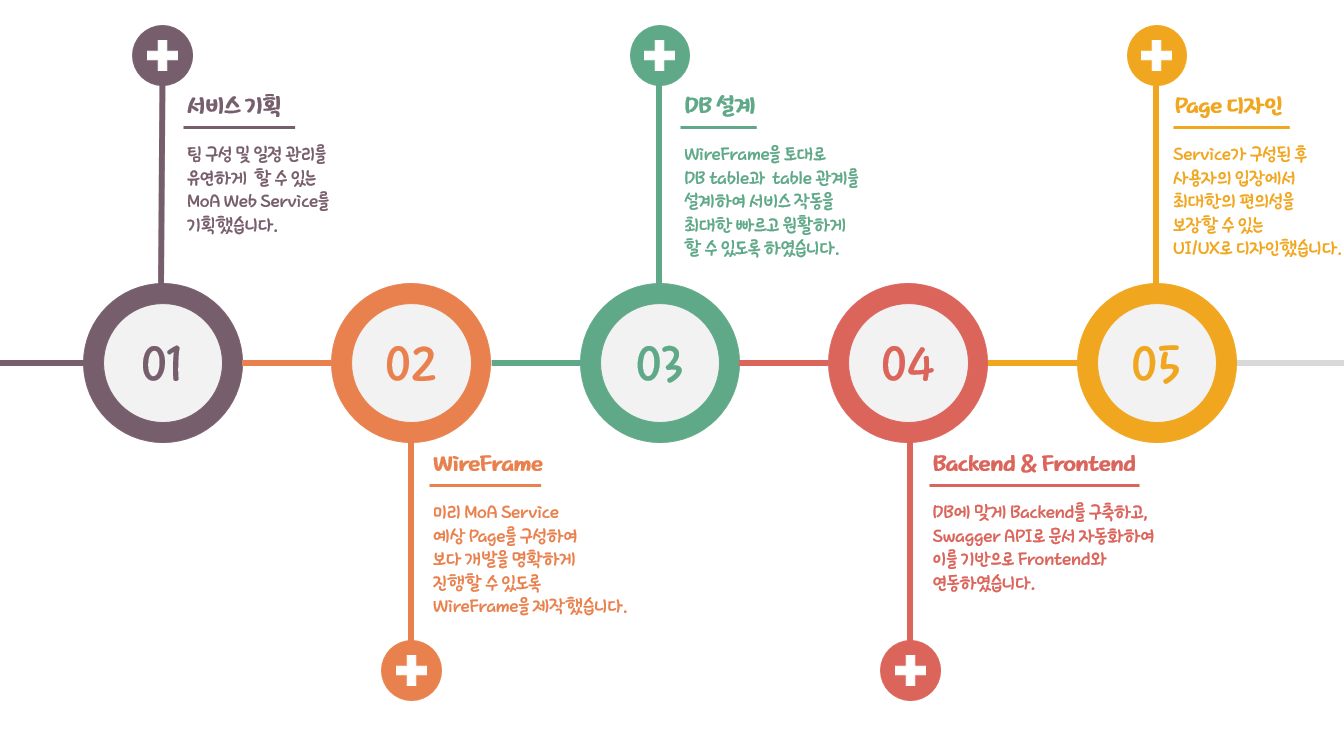 서비스 기획
팀 구성 및 일정 관리를
유연하게 할 수 있는
MoA Web Service를
기획했습니다.
01
02
WireFrame
미리 MoA Service
예상 Page를 구성하여
보다 개발을 명확하게
진행할 수 있도록
WireFrame을 제작했습니다.
DB 설계
WireFrame을 토대로
DB table과 table 관계를
설계하여 서비스 작동을
최대한 빠르고 원활하게
할 수 있도록 하였습니다.
03
04
Backend & Frontend
DB에 맞게 Backend를 구축하고,
Swagger API로 문서 자동화하여
이를 기반으로 Frontend와
연동하였습니다.
Page 디자인
Service가 구성된 후
사용자의 입장에서
최대한의 편의성을
보장할 수 있는
UI/UX로 디자인했습니다.
05